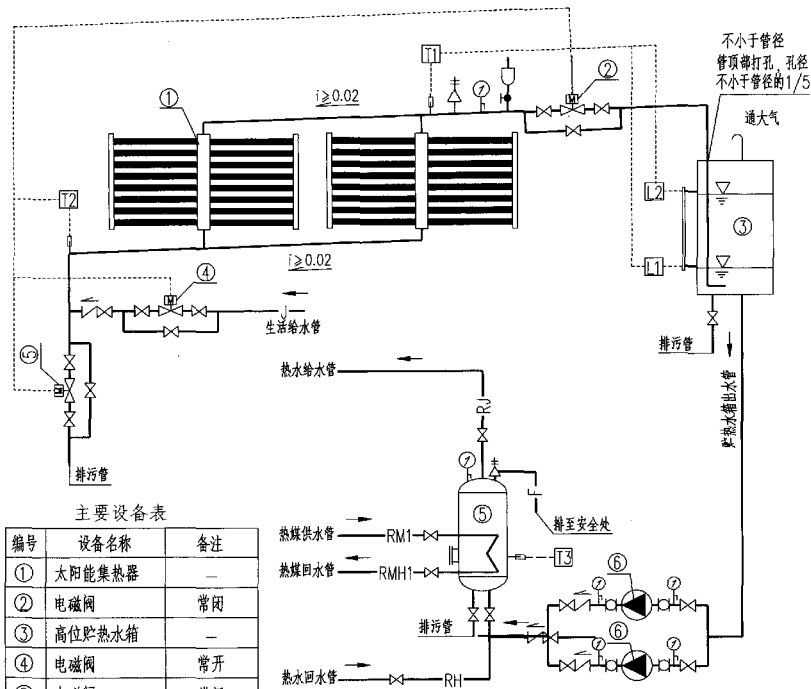 T1
②
不小于管径
管顶部打孔，孔径
不小于管径的1/5
通大气
①
i≥0.02
M
T2
L2
③
L1
i≥0.02
④
M
J
生活给水管
⑤
M
排污管
排污管
贮热水箱出水管
热水给水管
RJ
F
排至安全处
⑤
热媒供水管
RM1
热媒回水管
RMH1
T3
⑥
⑥
排污管
热水回水管
RH
主要设备表
编号 设备名称 备注
① 太阳能集热器 —
② 电磁阀 常闭
③ 高位贮热水箱 —
④ 电磁阀 常开